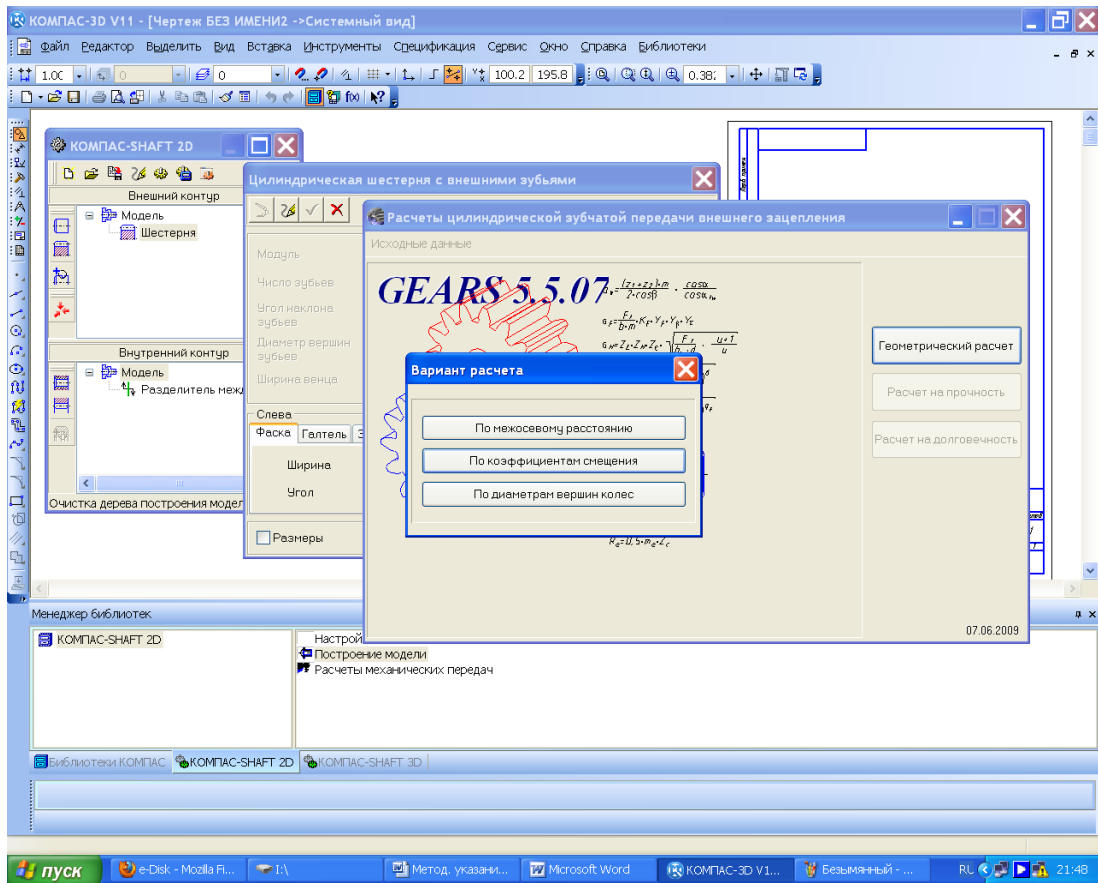 КОМПАС-3D V11 - [Чертеж БЕЗ ИМЕНИ2 ->Системный вид]
Файл Редактор Выделить Вид Вставка Инструменты Спецификация Сервис Окно Справка Библиотеки
1.0 0 0 100.2 195.8 0.38
КОМПАС-SHAFT 2D
Внешний контур
Модель
Шестерня
Внутренний контур
Модель
Разделитель меж
Очистка дерева построения модел
Цилиндрическая шестерня с внешними зубьями
Модуль
Число зубьев
Угол наклона
зубьев
Диаметр вершин
зубьев
Ширина венца
Слева
Фаска Галтель
Ширина
Угол
Размеры
Расчеты цилиндрической зубчатой передачи внешнего зацепления
Исходные данные
GEARS 5.5.07
Геометрический расчет
Расчет на прочность
Расчет на долговечность
07.06.2009
Вариант расчета
По межосевому расстоянию
По коэффициентам смещения
По диаметрам вершин колес
Менеджер библиотек
КОМПАС-SHAFT 2D
Настрой
Построение модели
Расчеты механических передач
Библиотеки КОМПАС КОМПАС-SHAFT 2D КОМПАС-SHAFT 3D
пуск e-Disk - Mozilla Fi... I:\ Метод. указани... Microsoft Word КОМПАС-3D V1... Безымянный - ... RL 21:48